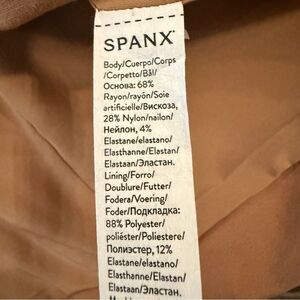 SPANX
Body/Cuerpo/Corps
/Corpetto/Bål/
Основа: 68%
Rayon/rayón/Soie
artificielle/Вискоза,
28% Nylon/nailon/
Нейлон, 4%
Elastane/elastano/
Elasthanne/Elastan/
Elastaan/Эластан.
Lining/Forro/
Doublure/Futter/
Fodera/Voering/
Foder/Подкладка:
88% Polyester/
poliéster/Poliestere/
Полиэстер, 12%
Elastane/elastano/
Elasthanne/Elastan/
Elastaan/Эластан.